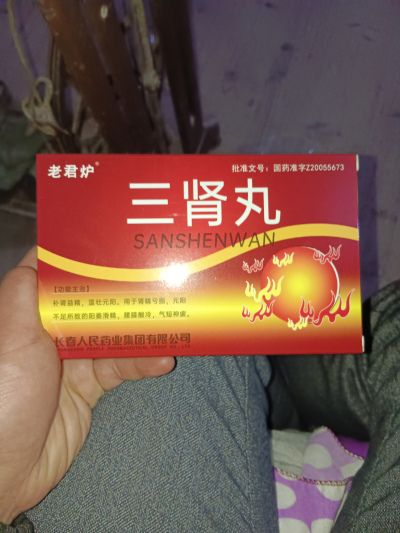 老君炉®
批准文号：国药准字Z20055673
三肾丸
SANSHENWAN
【功能主治】
补肾益精，温壮元阳。用于肾精亏损，元阳
不足所致的阳萎滑精，腰膝酸冷，气短神疲。
长春人民药业集团有限公司